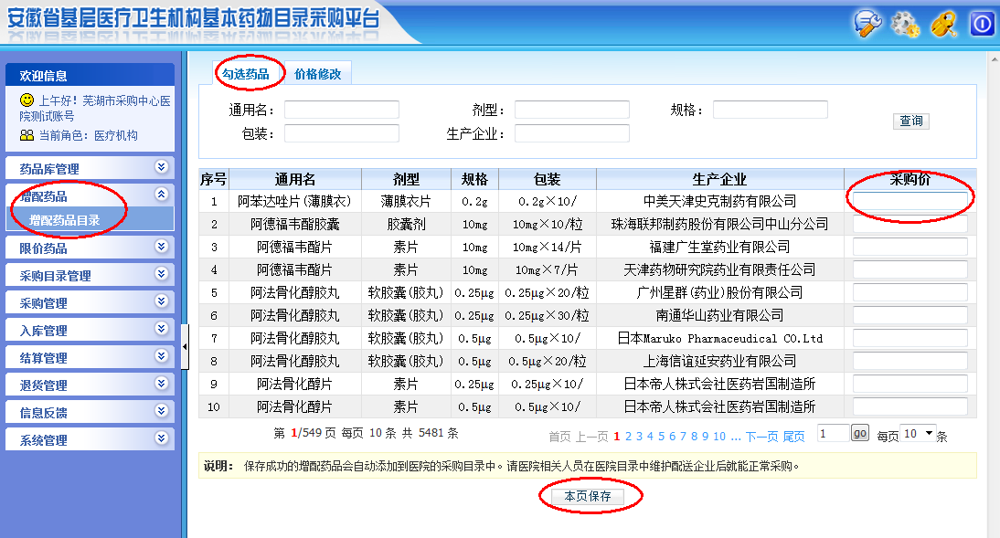 安徽省基层医疗卫生机构基本药物目录采购平台
欢迎信息
上午好! 芜湖市采购中心医
院测试账号
当前角色: 医疗机构
药品库管理
增配药品
增配药品目录
限价药品
采购目录管理
采购管理
入库管理
结算管理
退货管理
信息反馈
系统管理
勾选药品 价格修改
通用名: 剂型: 规格:
包装: 生产企业: 查询
序号 通用名 剂型 规格 包装 生产企业 采购价
1 阿苯达唑片(薄膜衣) 薄膜衣片 0.2g 0.2g×10/ 中美天津史克制药有限公司
2 阿德福韦酯胶囊 胶囊剂 10mg 10mg×10/粒 珠海联邦制药股份有限公司中山分公司
3 阿德福韦酯片 素片 10mg 10mg×14/片 福建广生堂药业有限公司
4 阿德福韦酯片 素片 10mg 10mg×7/片 天津药物研究院药业有限责任公司
5 阿法骨化醇胶丸 软胶囊(胶丸) 0.25μg 0.25μg×20/粒 广州星群(药业)股份有限公司
6 阿法骨化醇胶丸 软胶囊(胶丸) 0.25μg 0.25μg×30/粒 南通华山药业有限公司
7 阿法骨化醇胶丸 软胶囊(胶丸) 0.5μg 0.5μg×10/ 日本Maruko Pharmaceudical CO.Ltd
8 阿法骨化醇胶丸 软胶囊(胶丸) 0.5μg 0.5μg×20/粒 上海信谊延安药业有限公司
9 阿法骨化醇片 素片 0.25μg 0.25μg×10/ 日本帝人株式会社医药岩国制造所
10 阿法骨化醇片 素片 0.5μg 0.5μg×10/ 日本帝人株式会社医药岩国制造所
第 1/549 页 每页 10 条 共 5481 条 首页 上一页 1 2 3 4 5 6 7 8 9 10 ... 下一页 尾页 1 go 每页 10 条
说明: 保存成功的增配药品会自动添加到医院的采购目录中。请医院相关人员在医院目录中维护配送企业后就能正常采购。
本页保存